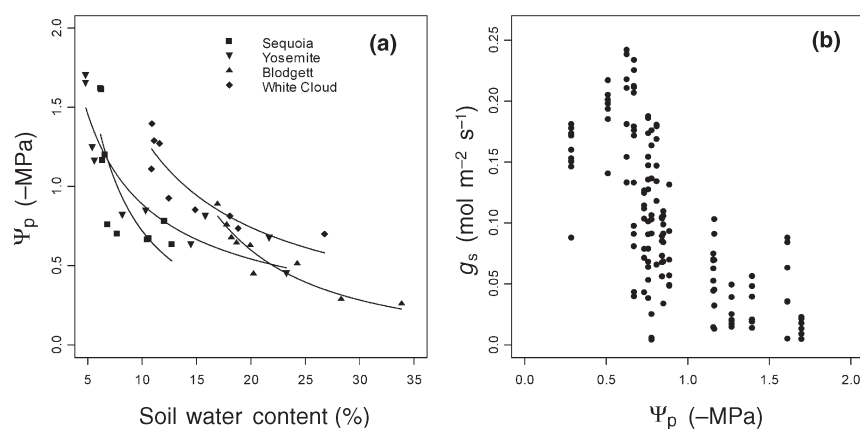 (a)
Sequoia
Yosemite
Blodgett
White Cloud
2.0
1.5
1.0
0.5
0.0
Ψp (–MPa)
5 10 15 20 25 30 35
Soil water content (%)
(b)
0.25
0.20
0.15
0.10
0.05
0.00
gs (mol m–2 s–1)
0.0 0.5 1.0 1.5 2.0
Ψp (–MPa)